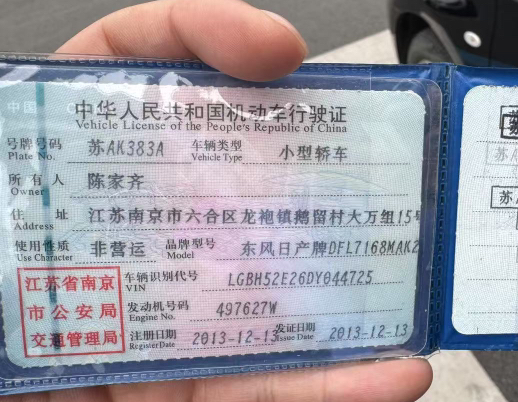 中国
中华人民共和国机动车行驶证
Vehicle License of the People's Republic of China
号牌号码 苏AK383A 车辆类型 小型轿车
Plate No. Vehicle Type
所有人 陈家齐
Owner
住 址 江苏南京市六合区龙袍镇鹅留村大万组15号
Address
使用性质 非营运 品牌型号 东风日产牌DFL7168MAK2
Use Character Model
江苏省南京 车辆识别代号 LGBH52E26DY044725
VIN
市公安局 发动机号码 497627W
Engine No.
交通管理局 注册日期 2013-12-13 发证日期 2013-12-13
Register Date Issue Date